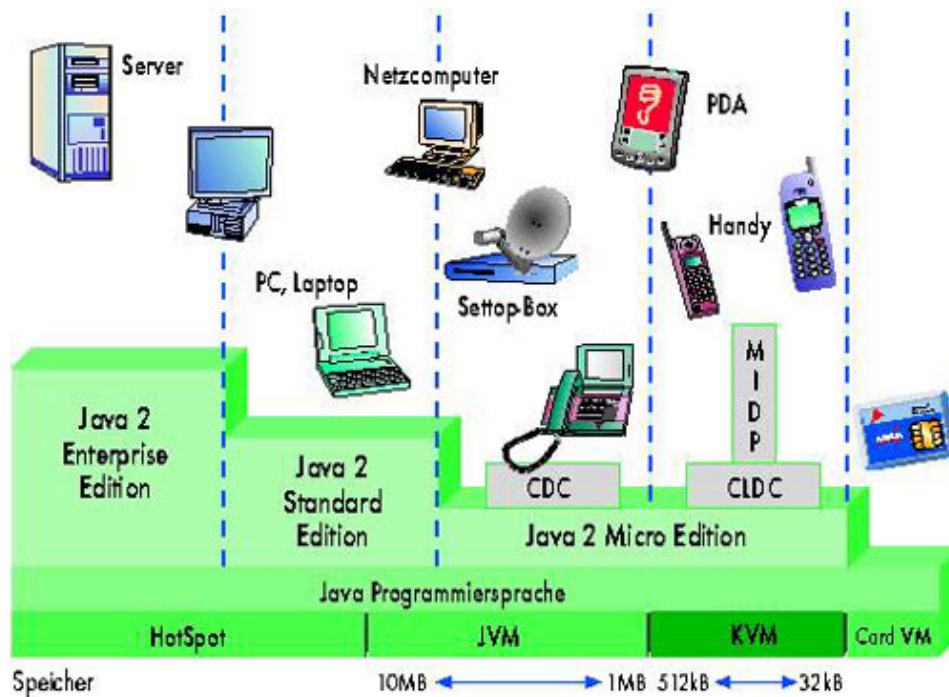 Server
Netzcomputer
PDA
Handy
PC, Laptop
Settop-Box
MIDP
Java 2
Enterprise
Edition
Java 2
Standard
Edition
CDC
CLDC
Java 2 Micro Edition
Java Programmiersprache
HotSpot
JVM
KVM
Card VM
Speicher
10MB
1MB
512kB
32kB